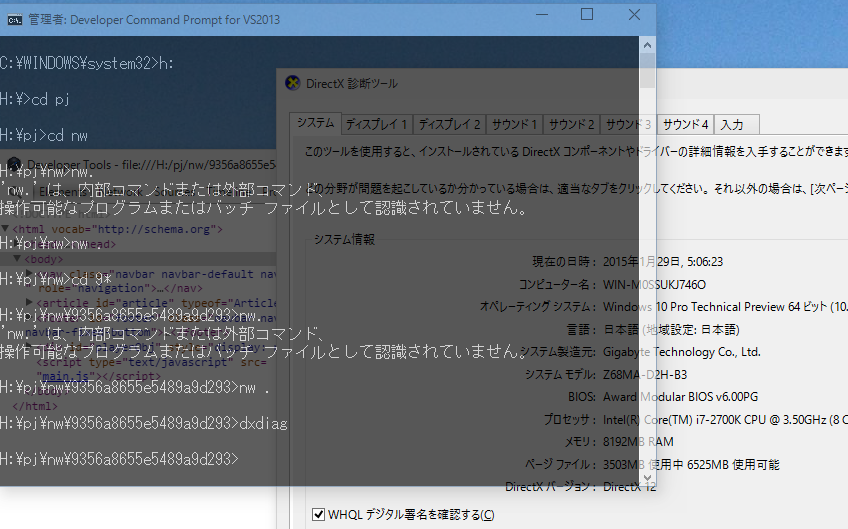 管理者: Developer Command Prompt for VS2013
C:¥WINDOWS¥system32>h:
H:¥>cd pj
H:¥pj>cd nw
H:¥pj¥nw>nw.
'nw.' は、内部コマンドまたは外部コマンド、
操作可能なプログラムまたはバッチ ファイルとして認識されていません。
H:¥pj¥nw>nw .
H:¥pj¥nw>cd 9*
H:¥pj¥nw¥9356a8655e5489a9d293>nw.
'nw.' は、内部コマンドまたは外部コマンド、
操作可能なプログラムまたはバッチ ファイルとして認識されていません。
H:¥pj¥nw¥9356a8655e5489a9d293>nw .
H:¥pj¥nw¥9356a8655e5489a9d293>dxdiag
H:¥pj¥nw¥9356a8655e5489a9d293>
Developer Tools - file:///H:/pj/nw/9356a8655e54
<html vocab="http://schema.org">
<body>
<nav class="navbar navbar-default nav
role="navigation">…</nav>
<article id="article" typeof="Article
<script type="text/javascript" src=
"main.js"></script>
</html>
DirectX 診断ツール
システム ディスプレイ 1 ディスプレイ 2 サウンド 1 サウンド 2 サウンド 3 サウンド 4 入力
このツールを使用すると、インストールされている DirectX コンポーネントやドライバーの詳細情報を入手することができます
の分野が問題を起こしているか分かっている場合は、適当なタブをクリックしてください。それ以外の場合は、[次ペー
システム情報
現在の日時: 2015年1月29日, 5:06:23
コンピューター名: WIN-M0SSUKJ746O
オペレーティング システム: Windows 10 Pro Technical Preview 64 ビット (10.
言語: 日本語 (地域設定: 日本語)
システム製造元: Gigabyte Technology Co., Ltd.
システム モデル: Z68MA-D2H-B3
BIOS: Award Modular BIOS v6.00PG
プロセッサ: Intel(R) Core(TM) i7-2700K CPU @ 3.50GHz (8 C
メモリ: 8192MB RAM
ページ ファイル: 3503MB 使用中 6525MB 使用可能
DirectX バージョン: DirectX 12
WHQL デジタル署名を確認する(C)